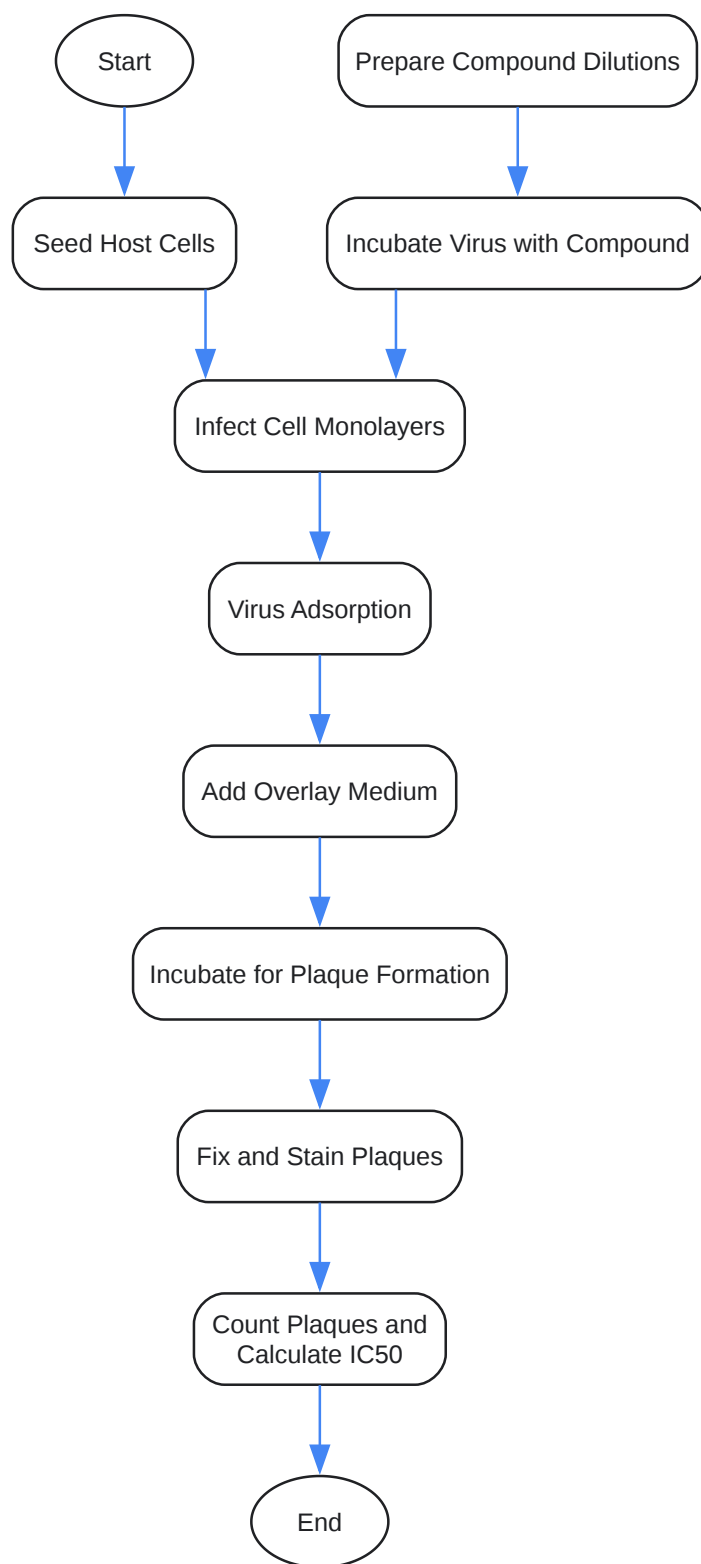 Start
Prepare Compound Dilutions
Seed Host Cells
Incubate Virus with Compound
Infect Cell Monolayers
Virus Adsorption
Add Overlay Medium
Incubate for Plaque Formation
Fix and Stain Plaques
Count Plaques and
Calculate IC50
End